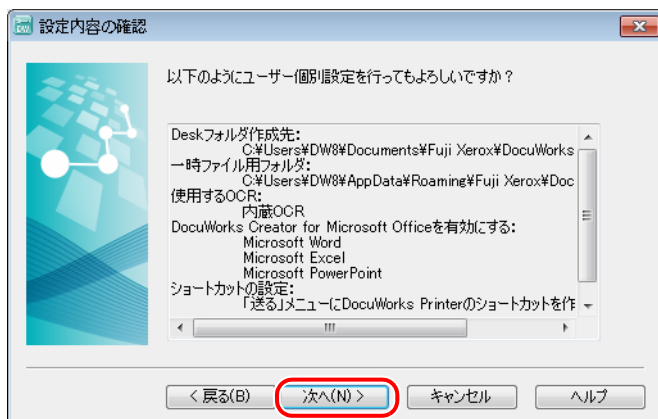 設定内容の確認
以下のようにユーザー個別設定を行ってもよろしいですか？
Deskフォルダ作成先:
C:¥Users¥DW8¥Documents¥Fuji Xerox¥DocuWorks
一時ファイル用フォルダ:
C:¥Users¥DW8¥AppData¥Roaming¥Fuji Xerox¥Doc
使用するOCR:
内蔵OCR
DocuWorks Creator for Microsoft Officeを有効にする:
Microsoft Word
Microsoft Excel
Microsoft PowerPoint
ショートカットの設定:
「送る」メニューにDocuWorks Printerのショートカットを作
< 戻る(B) 次へ(N) > キャンセル ヘルプ